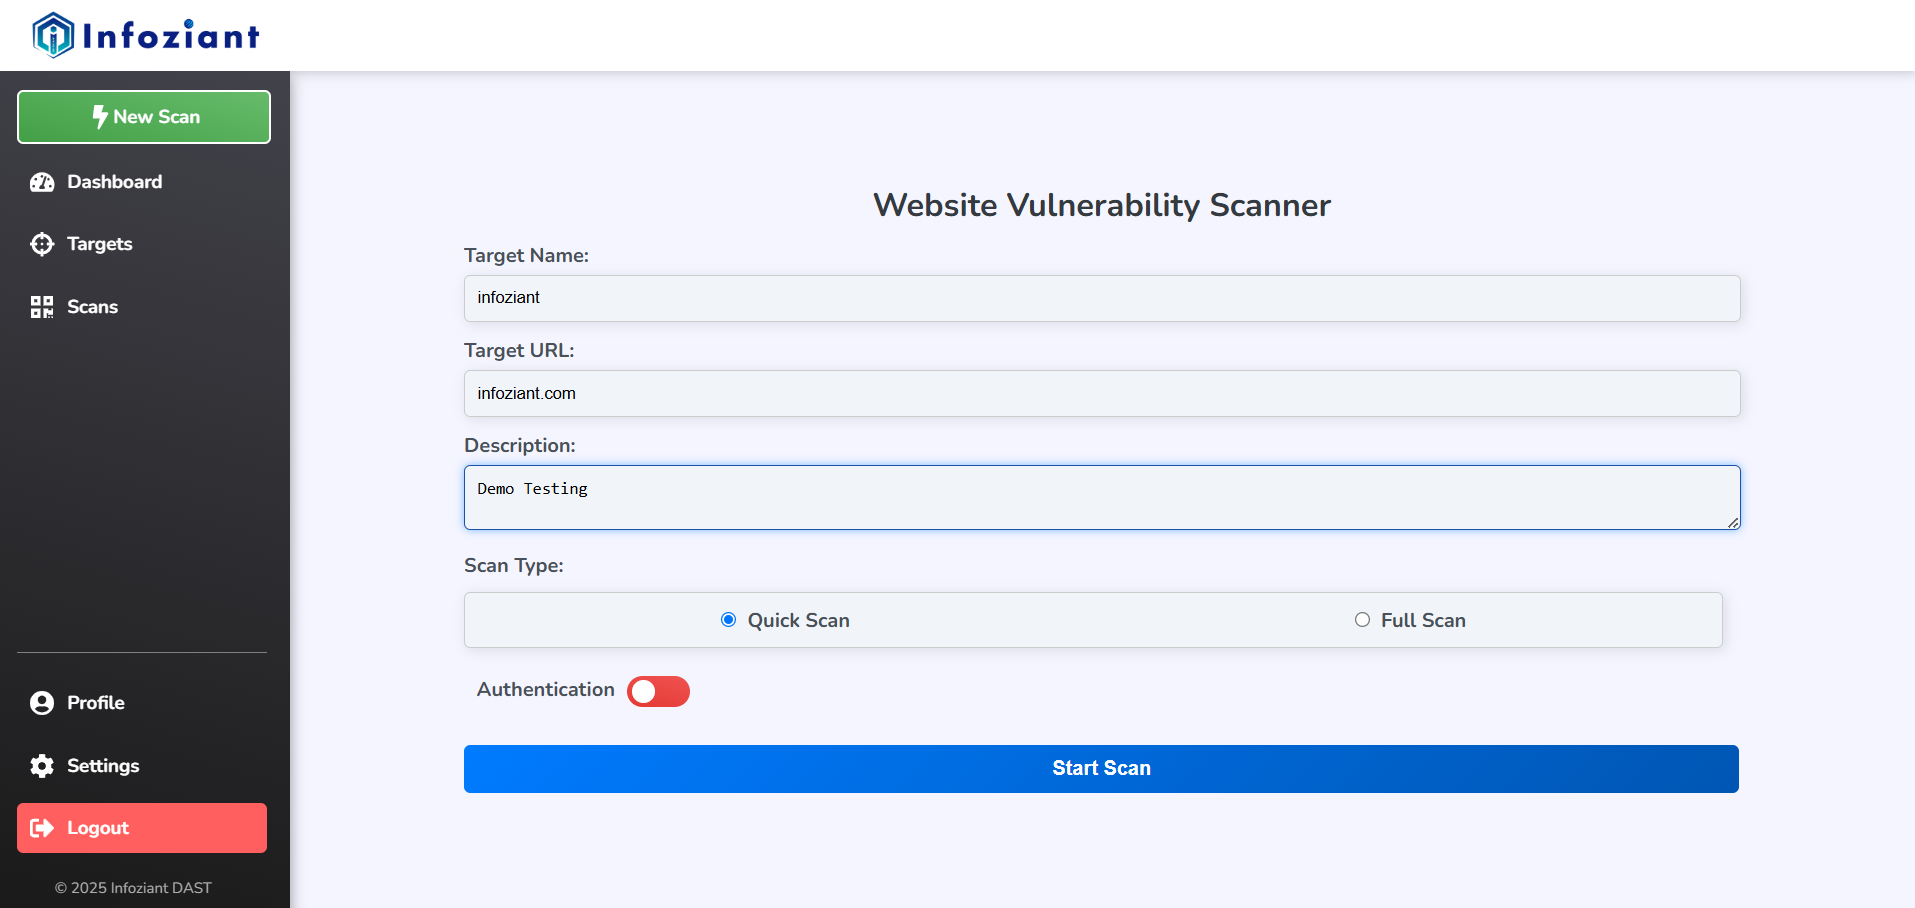 Infoziant
New Scan
Dashboard
Targets
Scans
Profile
Settings
Logout
© 2025 Infoziant DAST
Website Vulnerability Scanner
Target Name:
infoziant
Target URL:
infoziant.com
Description:
Demo Testing
Scan Type:
Quick Scan
Full Scan
Authentication
Start Scan